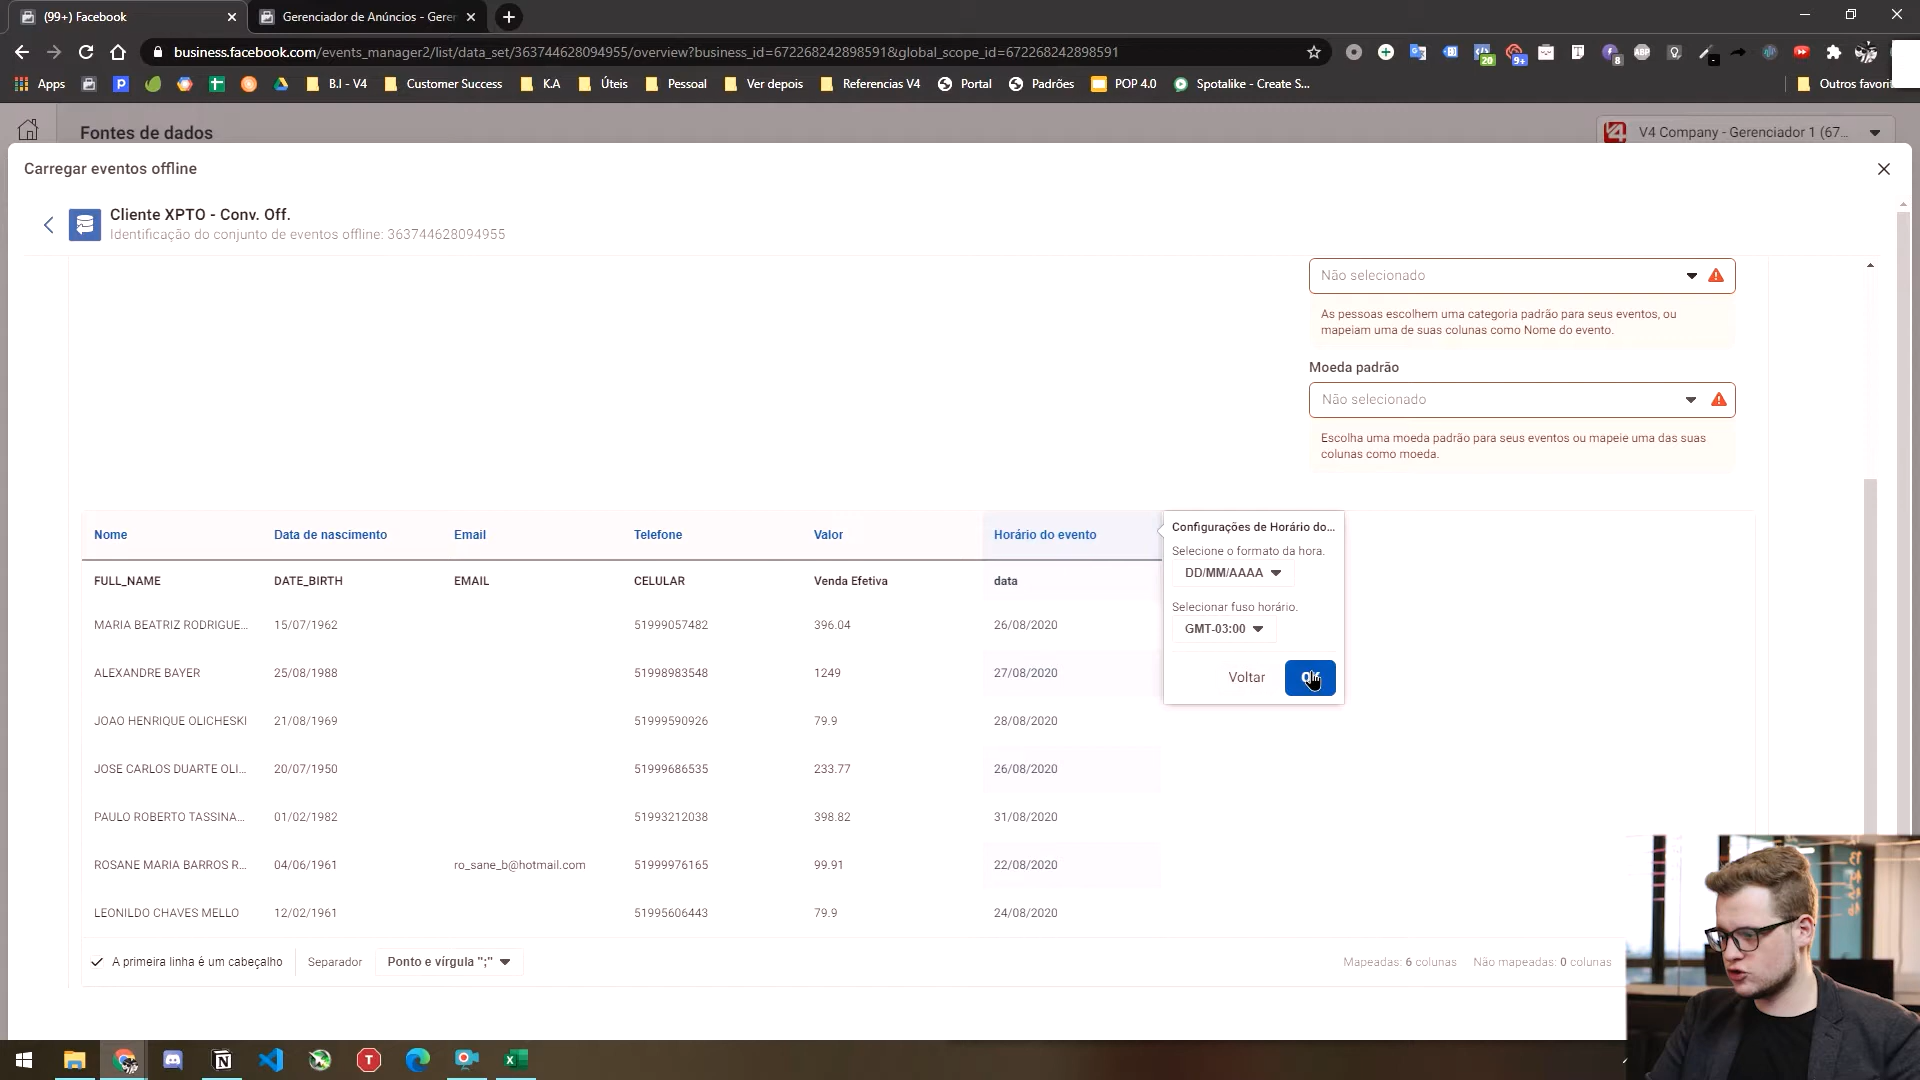 (99+) Facebook
Gerenciador de Anúncios - Geren
business.facebook.com/events_manager2/list/data_set/363744628094955/overview?business_id=672268242898591&global_scope_id=672268242898591
20
9+
ABP
8
Apps
B.I - V4
Customer Success
K.A
Úteis
Pessoal
Ver depois
Referencias V4
Portal
Padrões
POP 4.0
Spotalike - Create S...
Outros favorit
Fontes de dados
V4 Company - Gerenciador 1 (67...
Carregar eventos offline
Cliente XPTO - Conv. Off.
Identificação do conjunto de eventos offline: 363744628094955
Não selecionado
As pessoas escolhem uma categoria padrão para seus eventos, ou
mapeiam uma de suas colunas como Nome do evento.
Moeda padrão
Não selecionado
Escolha uma moeda padrão para seus eventos ou mapeie uma das suas
colunas como moeda.
Nome Data de nascimento Email Telefone Valor Horário do evento
FULL_NAME DATE_BIRTH EMAIL CELULAR Venda Efetiva data
MARIA BEATRIZ RODRIGUE... 15/07/1962 51999057482 396.04 26/08/2020
ALEXANDRE BAYER 25/08/1988 51998983548 1249 27/08/2020
JOAO HENRIQUE OLICHESKI 21/08/1969 51999590926 79.9 28/08/2020
JOSE CARLOS DUARTE OLI... 20/07/1950 51999686535 233.77 26/08/2020
PAULO ROBERTO TASSINA... 01/02/1982 51993212038 398.82 31/08/2020
ROSANE MARIA BARROS R... 04/06/1961 ro_sane_b@hotmail.com 51999976165 99.91 22/08/2020
LEONILDO CHAVES MELLO 12/02/1961 51995606443 79.9 24/08/2020
Configurações de Horário do...
Selecione o formato da hora.
DD/MM/AAAA
Selecionar fuso horário.
GMT-03:00
Voltar
A primeira linha é um cabeçalho
Separador
Ponto e vírgula ";"
Mapeadas: 6 colunas
Não mapeadas: 0 colunas